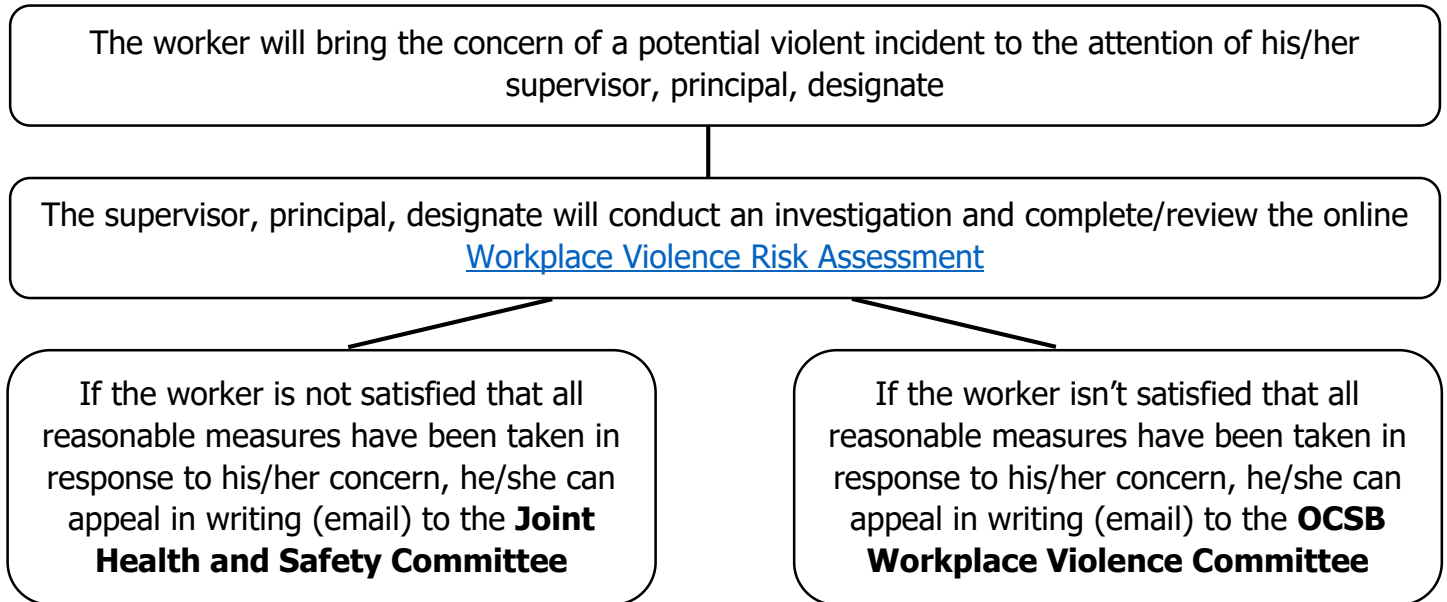 The worker will bring the concern of a potential violent incident to the attention of his/her
supervisor, principal, designate
The supervisor, principal, designate will conduct an investigation and complete/review the online
Workplace Violence Risk Assessment
If the worker is not satisfied that all
reasonable measures have been taken in
response to his/her concern, he/she can
appeal in writing (email) to the Joint
Health and Safety Committee
If the worker isn’t satisfied that all
reasonable measures have been taken in
response to his/her concern, he/she can
appeal in writing (email) to the OCSB
Workplace Violence Committee